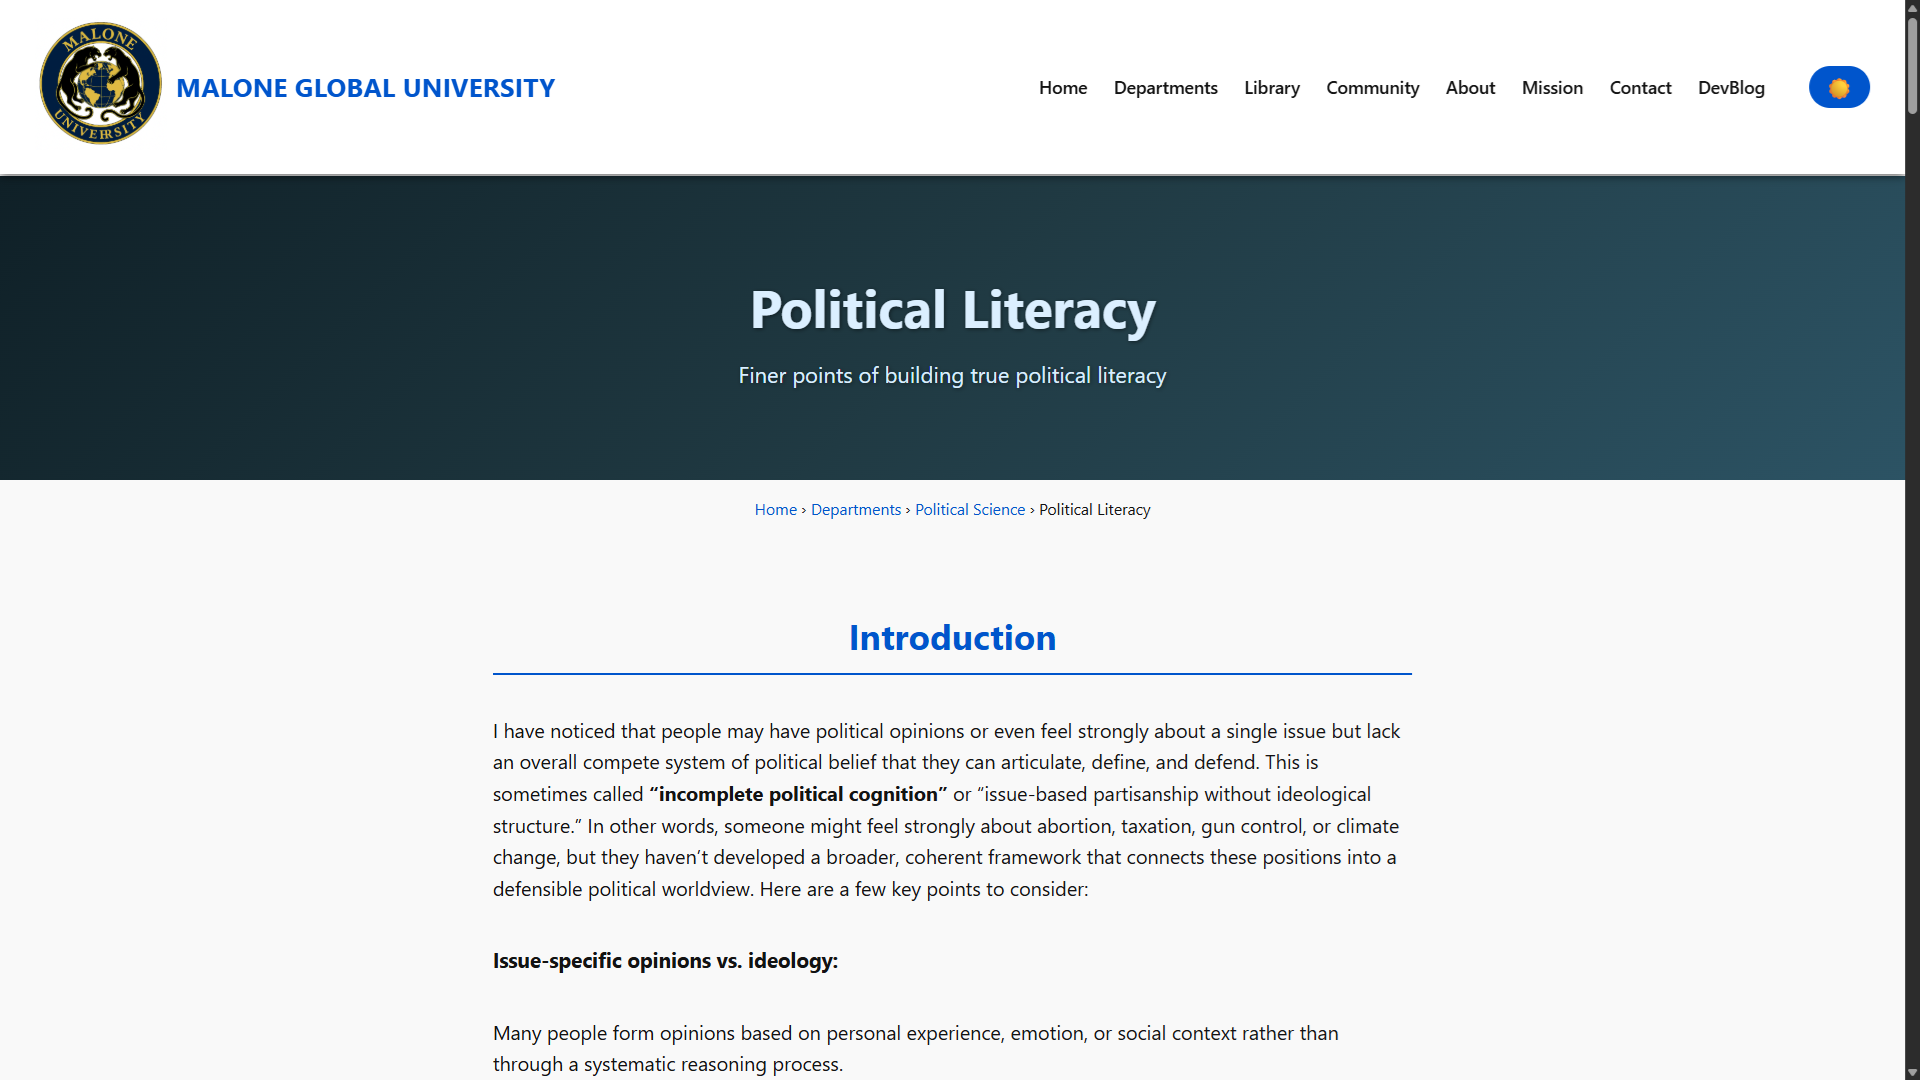 MALONE
UNIVEHRSITY
MALONE GLOBAL UNIVERSITY
Home Departments Library Community About Mission Contact DevBlog
Political Literacy
Finer points of building true political literacy
Home › Departments › Political Science › Political Literacy
Introduction
I have noticed that people may have political opinions or even feel strongly about a single issue but lack
an overall compete system of political belief that they can articulate, define, and defend. This is
sometimes called “incomplete political cognition” or “issue-based partisanship without ideological
structure.” In other words, someone might feel strongly about abortion, taxation, gun control, or climate
change, but they haven’t developed a broader, coherent framework that connects these positions into a
defensible political worldview. Here are a few key points to consider:
Issue-specific opinions vs. ideology:
Many people form opinions based on personal experience, emotion, or social context rather than
through a systematic reasoning process.